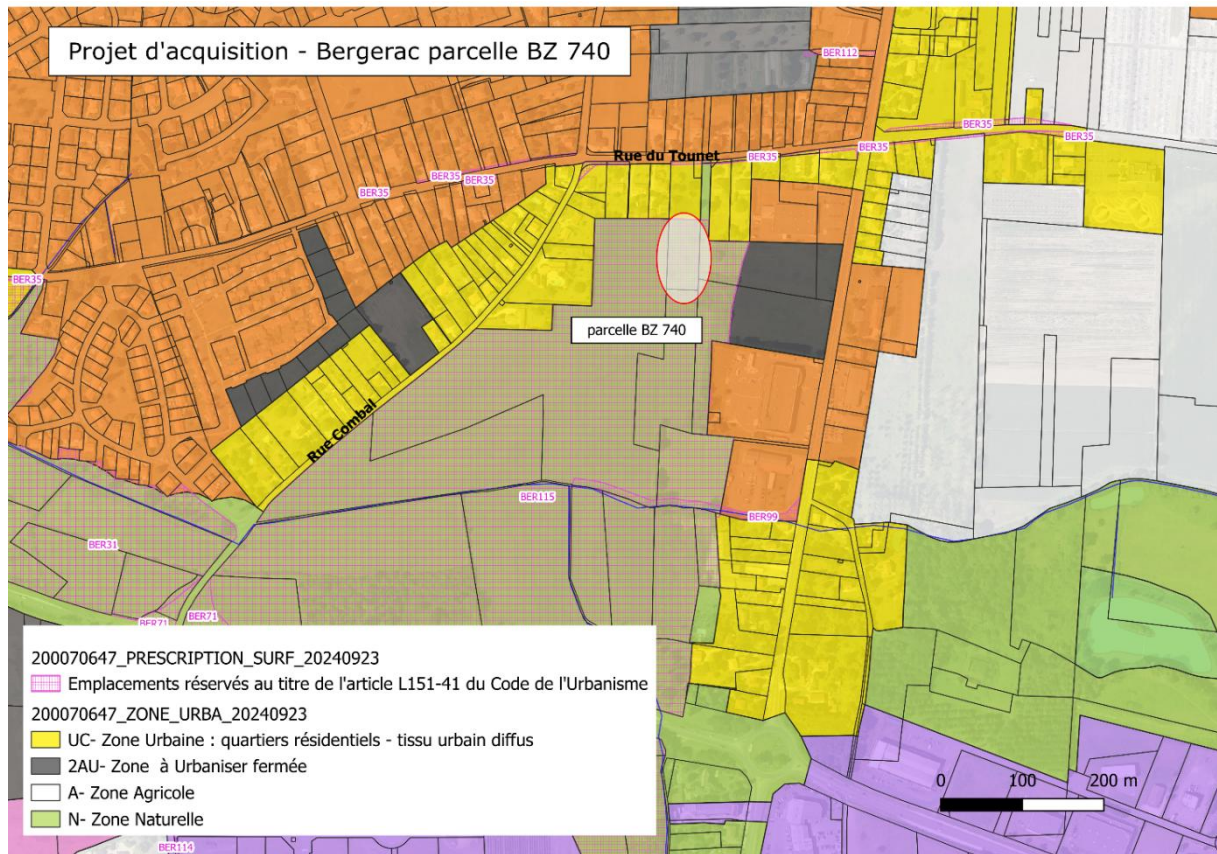 Projet d'acquisition - Bergerac parcelle BZ 740
BER112
BER35
BER35
Rue du Tounet
BER35
BER35
BER35
BER35
BER35
BER35
parcelle BZ 740
Rue Combal
BER115
BER99
BER31
BER71
BER71
200070647_PRESCRIPTION_SURF_20240923
Emplacements réservés au titre de l'article L151-41 du Code de l'Urbanisme
200070647_ZONE_URBA_20240923
UC- Zone Urbaine : quartiers résidentiels - tissu urbain diffus
2AU- Zone à Urbaniser fermée
A- Zone Agricole
N- Zone Naturelle
0 100 200 m
BER114